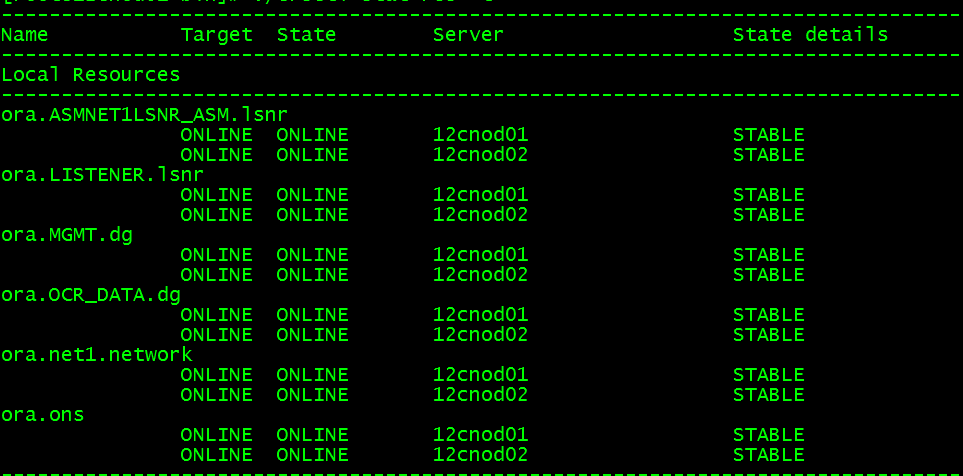 Name Target State Server State details
Local Resources
ora.ASMNET1LSNR_ASM.lsnr
ONLINE ONLINE 12cnod01 STABLE
ONLINE ONLINE 12cnod02 STABLE
ora.LISTENER.lsnr
ONLINE ONLINE 12cnod01 STABLE
ONLINE ONLINE 12cnod02 STABLE
ora.MGMT.dg
ONLINE ONLINE 12cnod01 STABLE
ONLINE ONLINE 12cnod02 STABLE
ora.OCR_DATA.dg
ONLINE ONLINE 12cnod01 STABLE
ONLINE ONLINE 12cnod02 STABLE
ora.net1.network
ONLINE ONLINE 12cnod01 STABLE
ONLINE ONLINE 12cnod02 STABLE
ora.ons
ONLINE ONLINE 12cnod01 STABLE
ONLINE ONLINE 12cnod02 STABLE